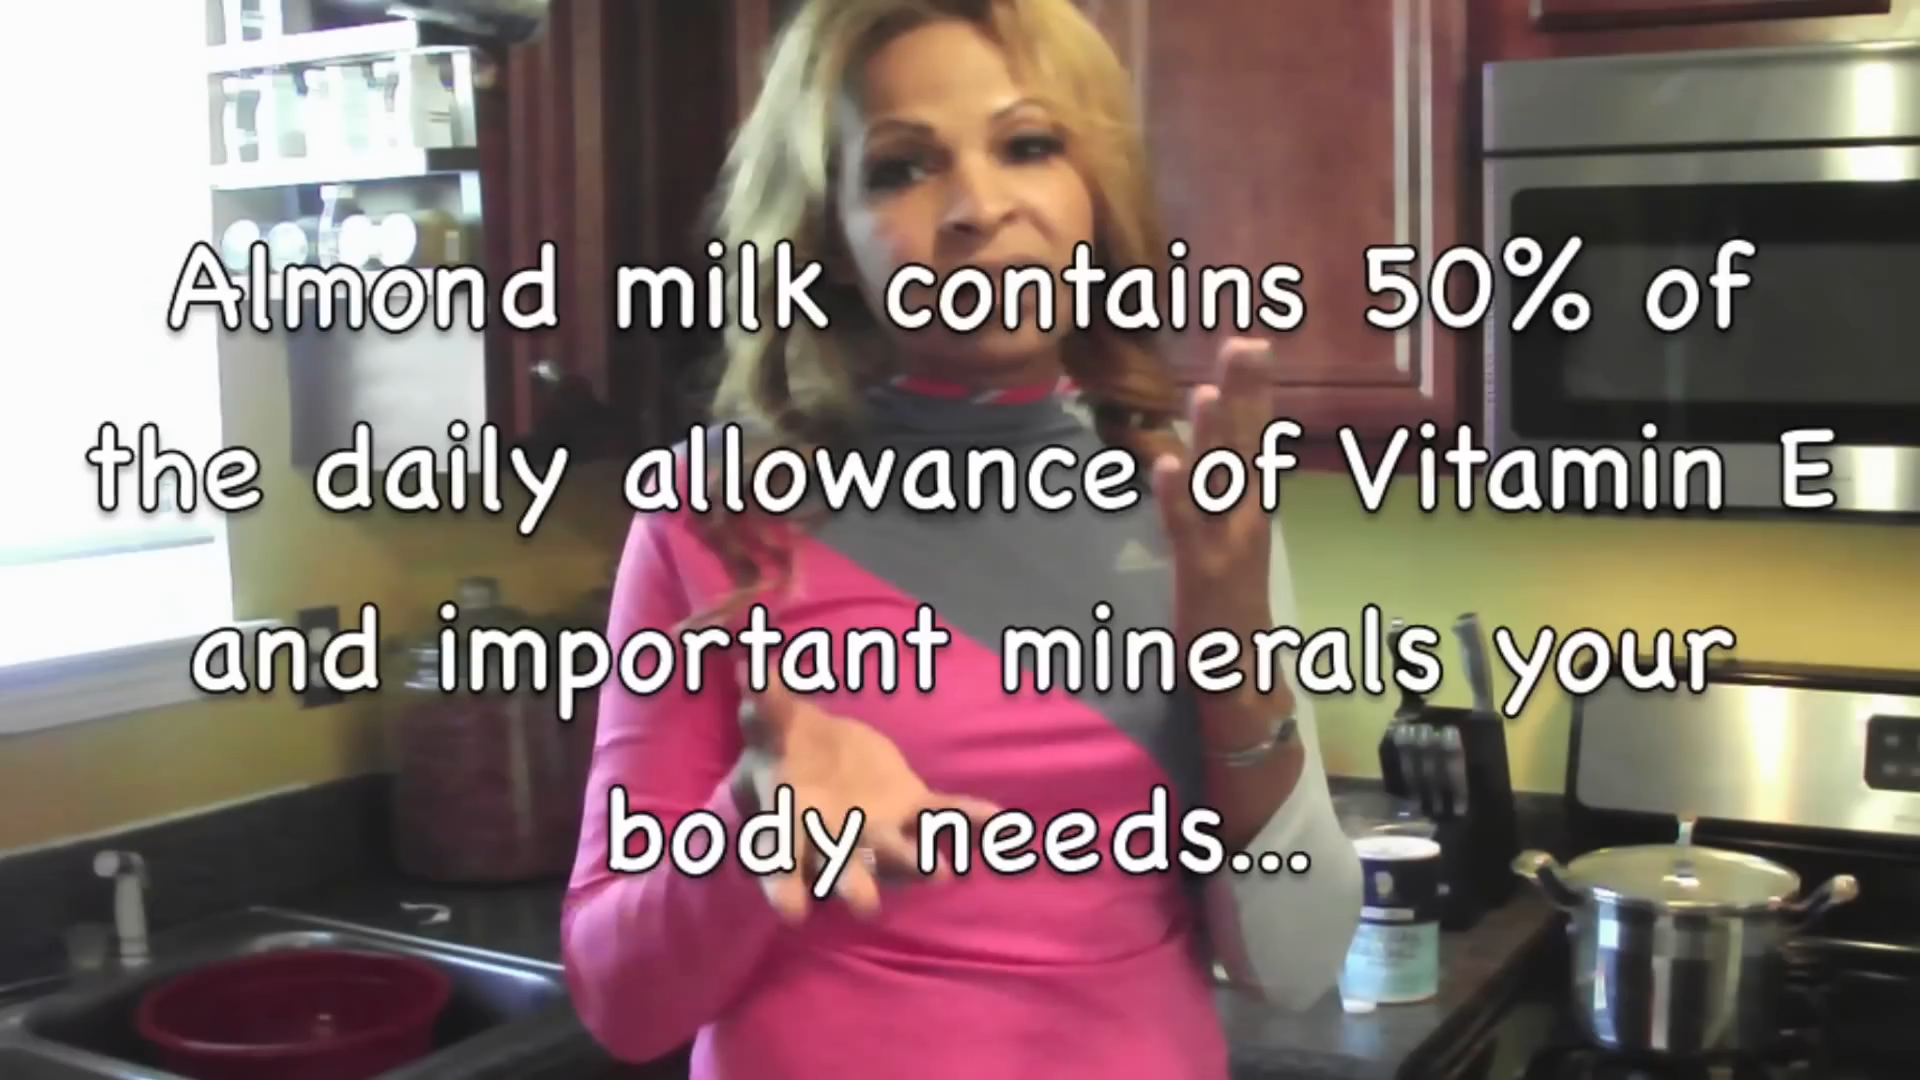 Almond milk contains 50% of
the daily allowance of Vitamin E
and important minerals your
body needs...